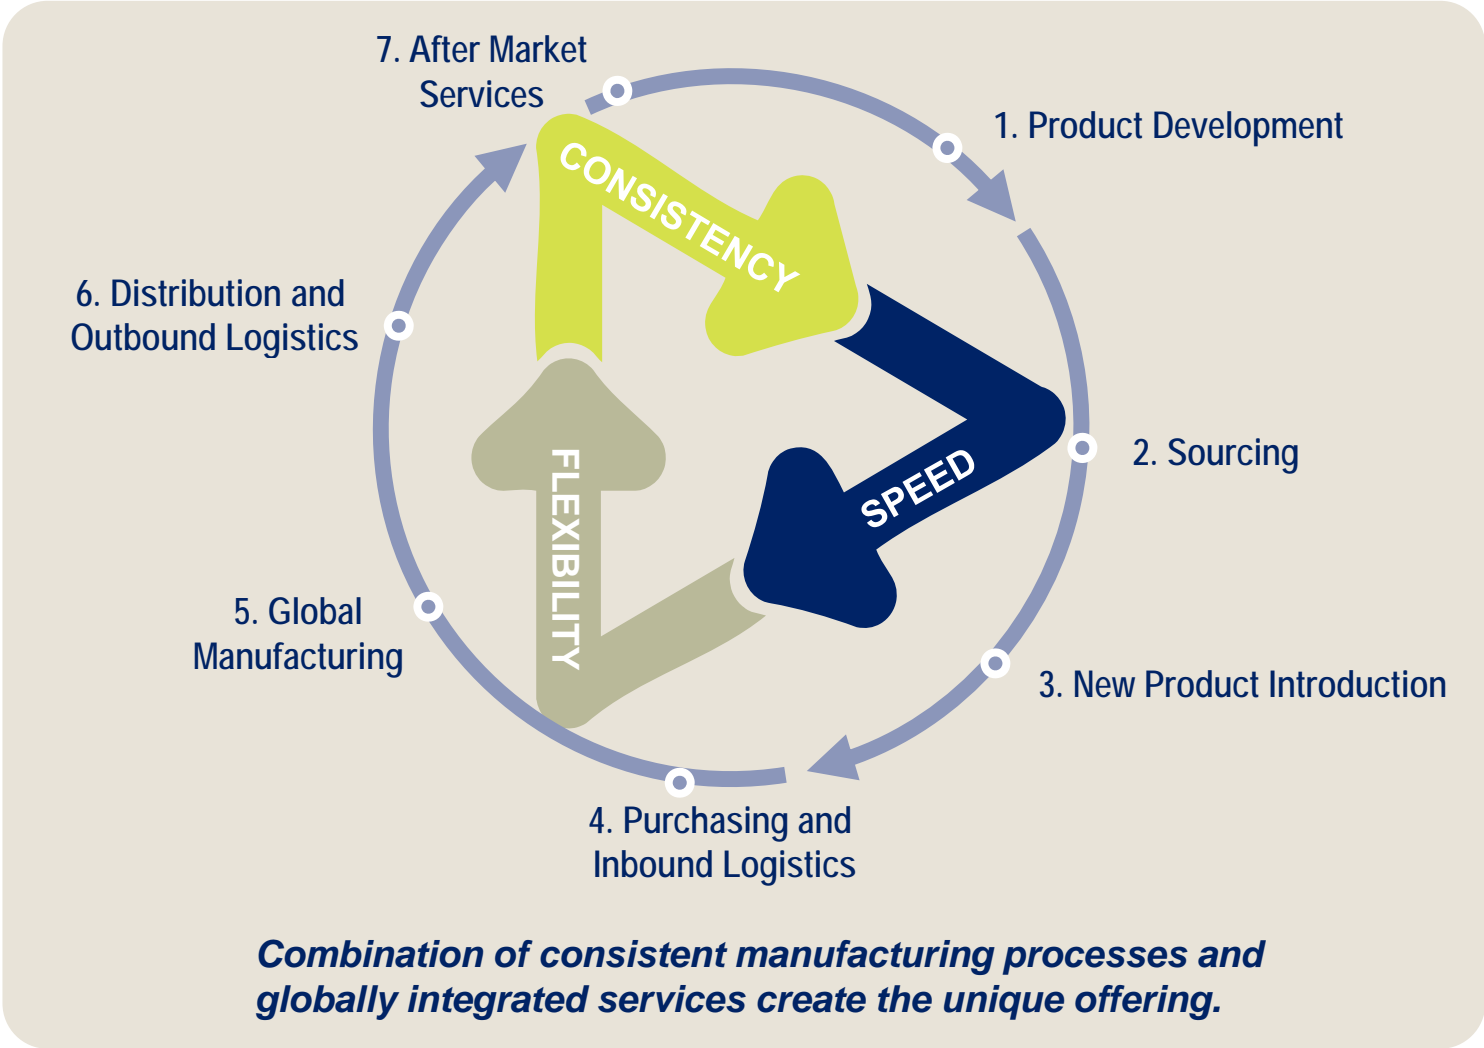 7. After Market
Services
1. Product Development
CONSISTENCY
6. Distribution and
Outbound Logistics
2. Sourcing
SPEED
FLEXIBILITY
5. Global
Manufacturing
3. New Product Introduction
4. Purchasing and
Inbound Logistics
Combination of consistent manufacturing processes and
globally integrated services create the unique offering.